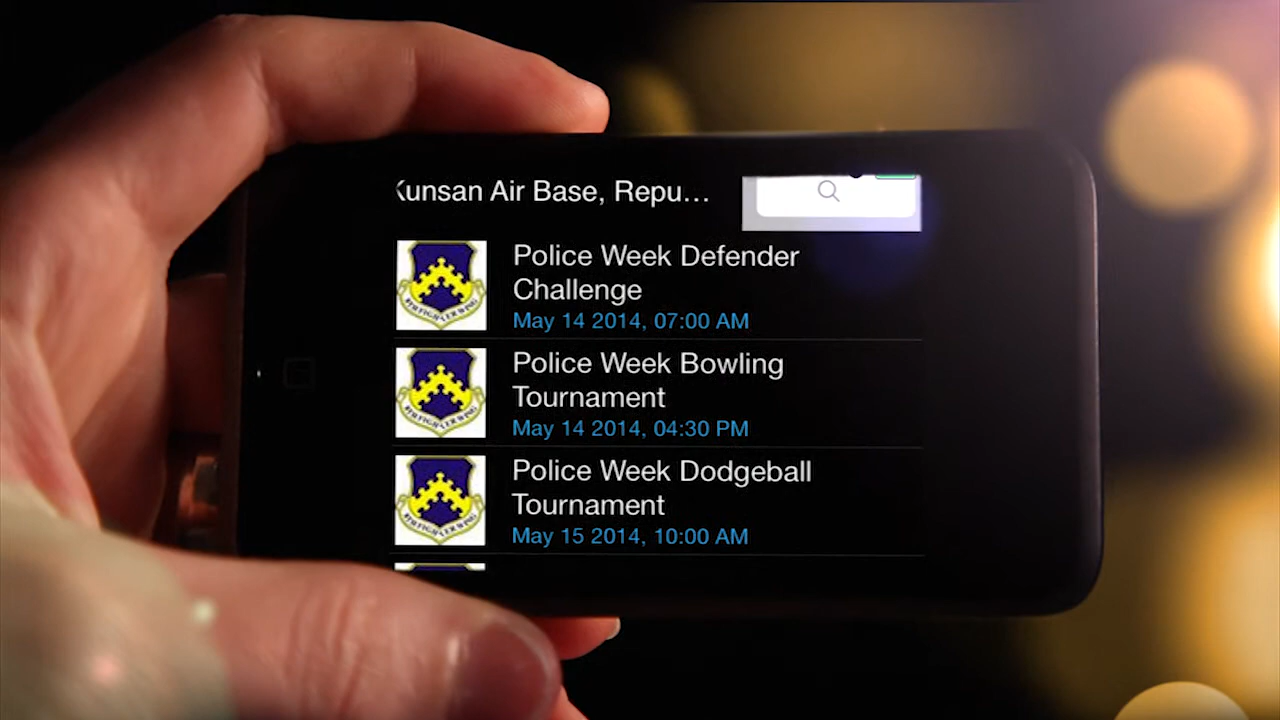 Kunsan Air Base, Repu...
Police Week Defender
Challenge
May 14 2014, 07:00 AM
Police Week Bowling
Tournament
May 14 2014, 04:30 PM
Police Week Dodgeball
Tournament
May 15 2014, 10:00 AM